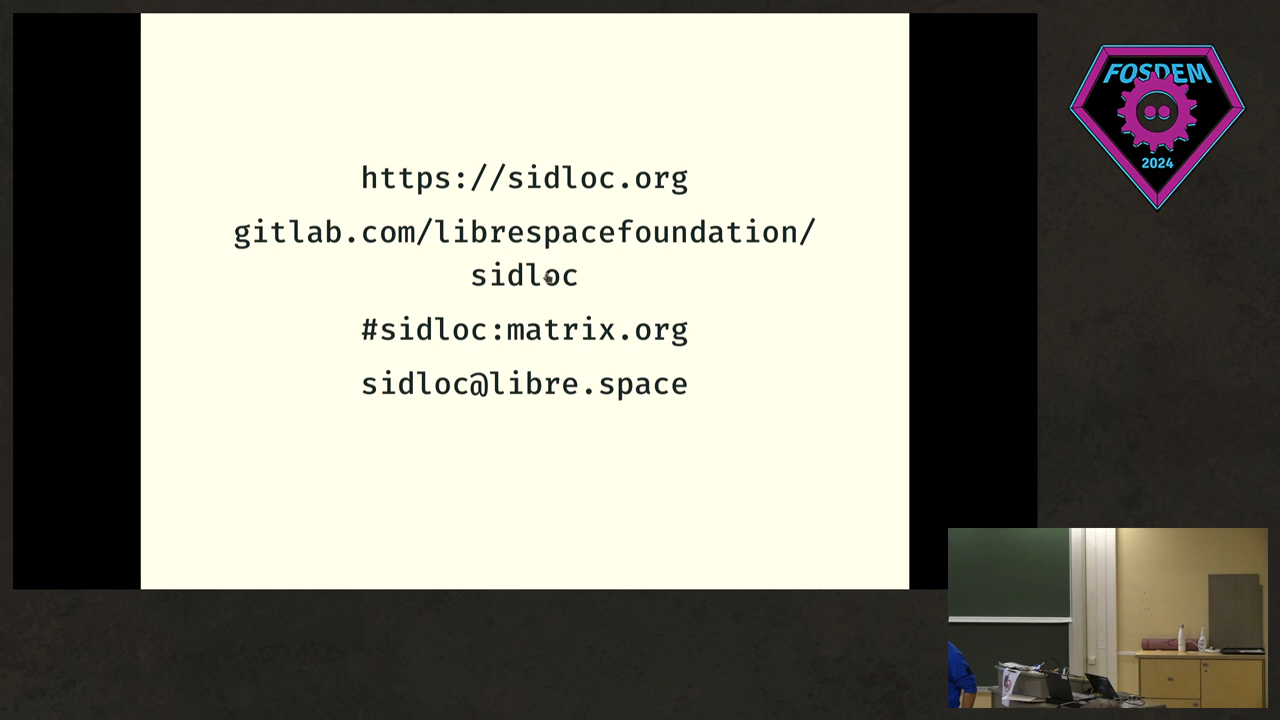 https://sidloc.org
gitlab.com/librespacefoundation/
sidloc
#sidloc:matrix.org
sidloc@libre.space
FOSDEM
2024